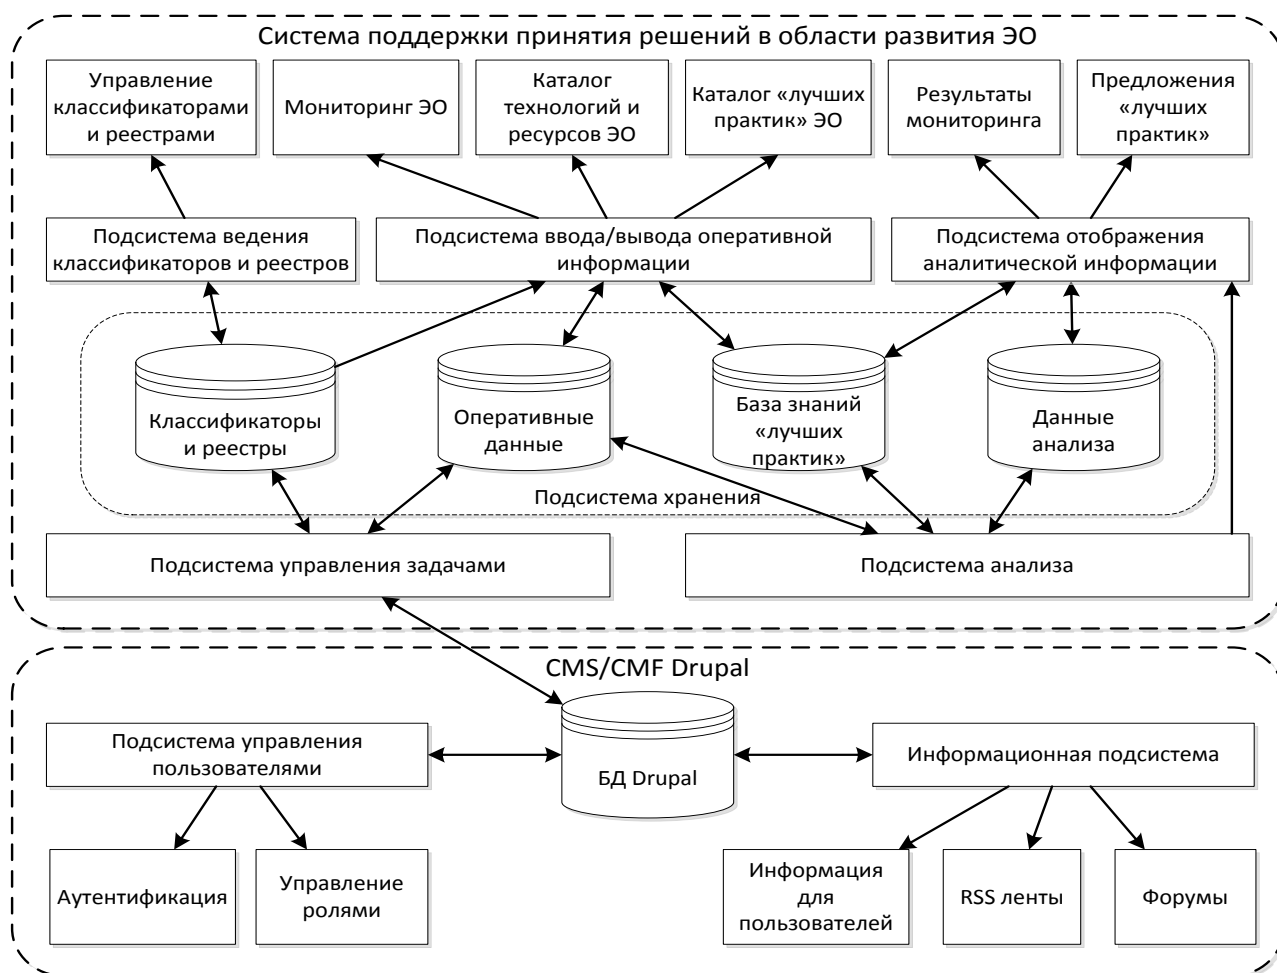 Система поддержки принятия решений в области развития ЭО
Управление
классификаторами
и реестрами
Мониторинг ЭО
Каталог
технологий и
ресурсов ЭО
Каталог «лучших
практик» ЭО
Результаты
мониторинга
Предложения
«лучших
практик»
Подсистема ведения
классификаторов и реестров
Подсистема ввода/вывода оперативной
информации
Подсистема отображения
аналитической информации
Классификаторы
и реестры
Оперативные
данные
База знаний
«лучших
практик»
Данные
анализа
Подсистема хранения
Подсистема управления задачами
Подсистема анализа
CMS/CMF Drupal
Подсистема управления
пользователями
БД Drupal
Информационная подсистема
Аутентификация
Управление
ролями
Информация
для
пользователей
RSS ленты
Форумы